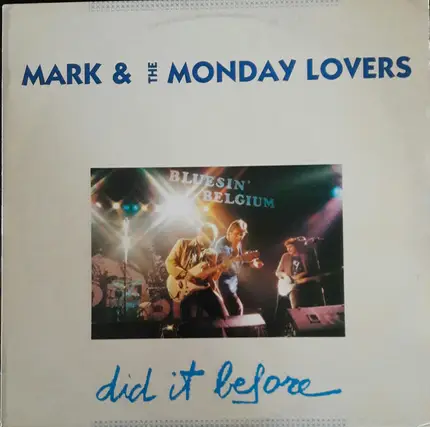 MARK & THE MONDAY LOVERS
BLUESIN'
BELGIUM
did it before